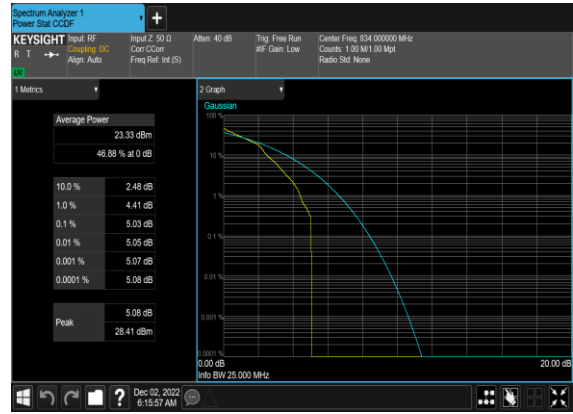 Spectrum Analyzer 1
Power Stat CCDF
KEYSIGHT
R T
LW
Input: RF
Coupling: DC
Align: Auto
Input Z: 50 Ω
Corr CCorr
Freq Ref: Int (S)
Atten: 40 dB
Trig: Free Run
#IF Gain: Low
Center Freq: 834.000000 MHz
Counts: 1.00 M/1.00 Mpt
Radio Std: None
1 Metrics
Average Power
23.33 dBm
46.88 % at 0 dB
10.0 % 2.48 dB
1.0 % 4.41 dB
0.1 % 5.03 dB
0.01 % 5.05 dB
0.001 % 5.07 dB
0.0001 % 5.08 dB
Peak 5.08 dB
28.41 dBm
2 Graph
Gaussian
100 %
10 %
1 %
0.1 %
0.01 %
0.001 %
0.0001 %
0.00 dB 20.00 dB
Info BW 25.000 MHz
? Dec 02, 2022
6:15:57 AM